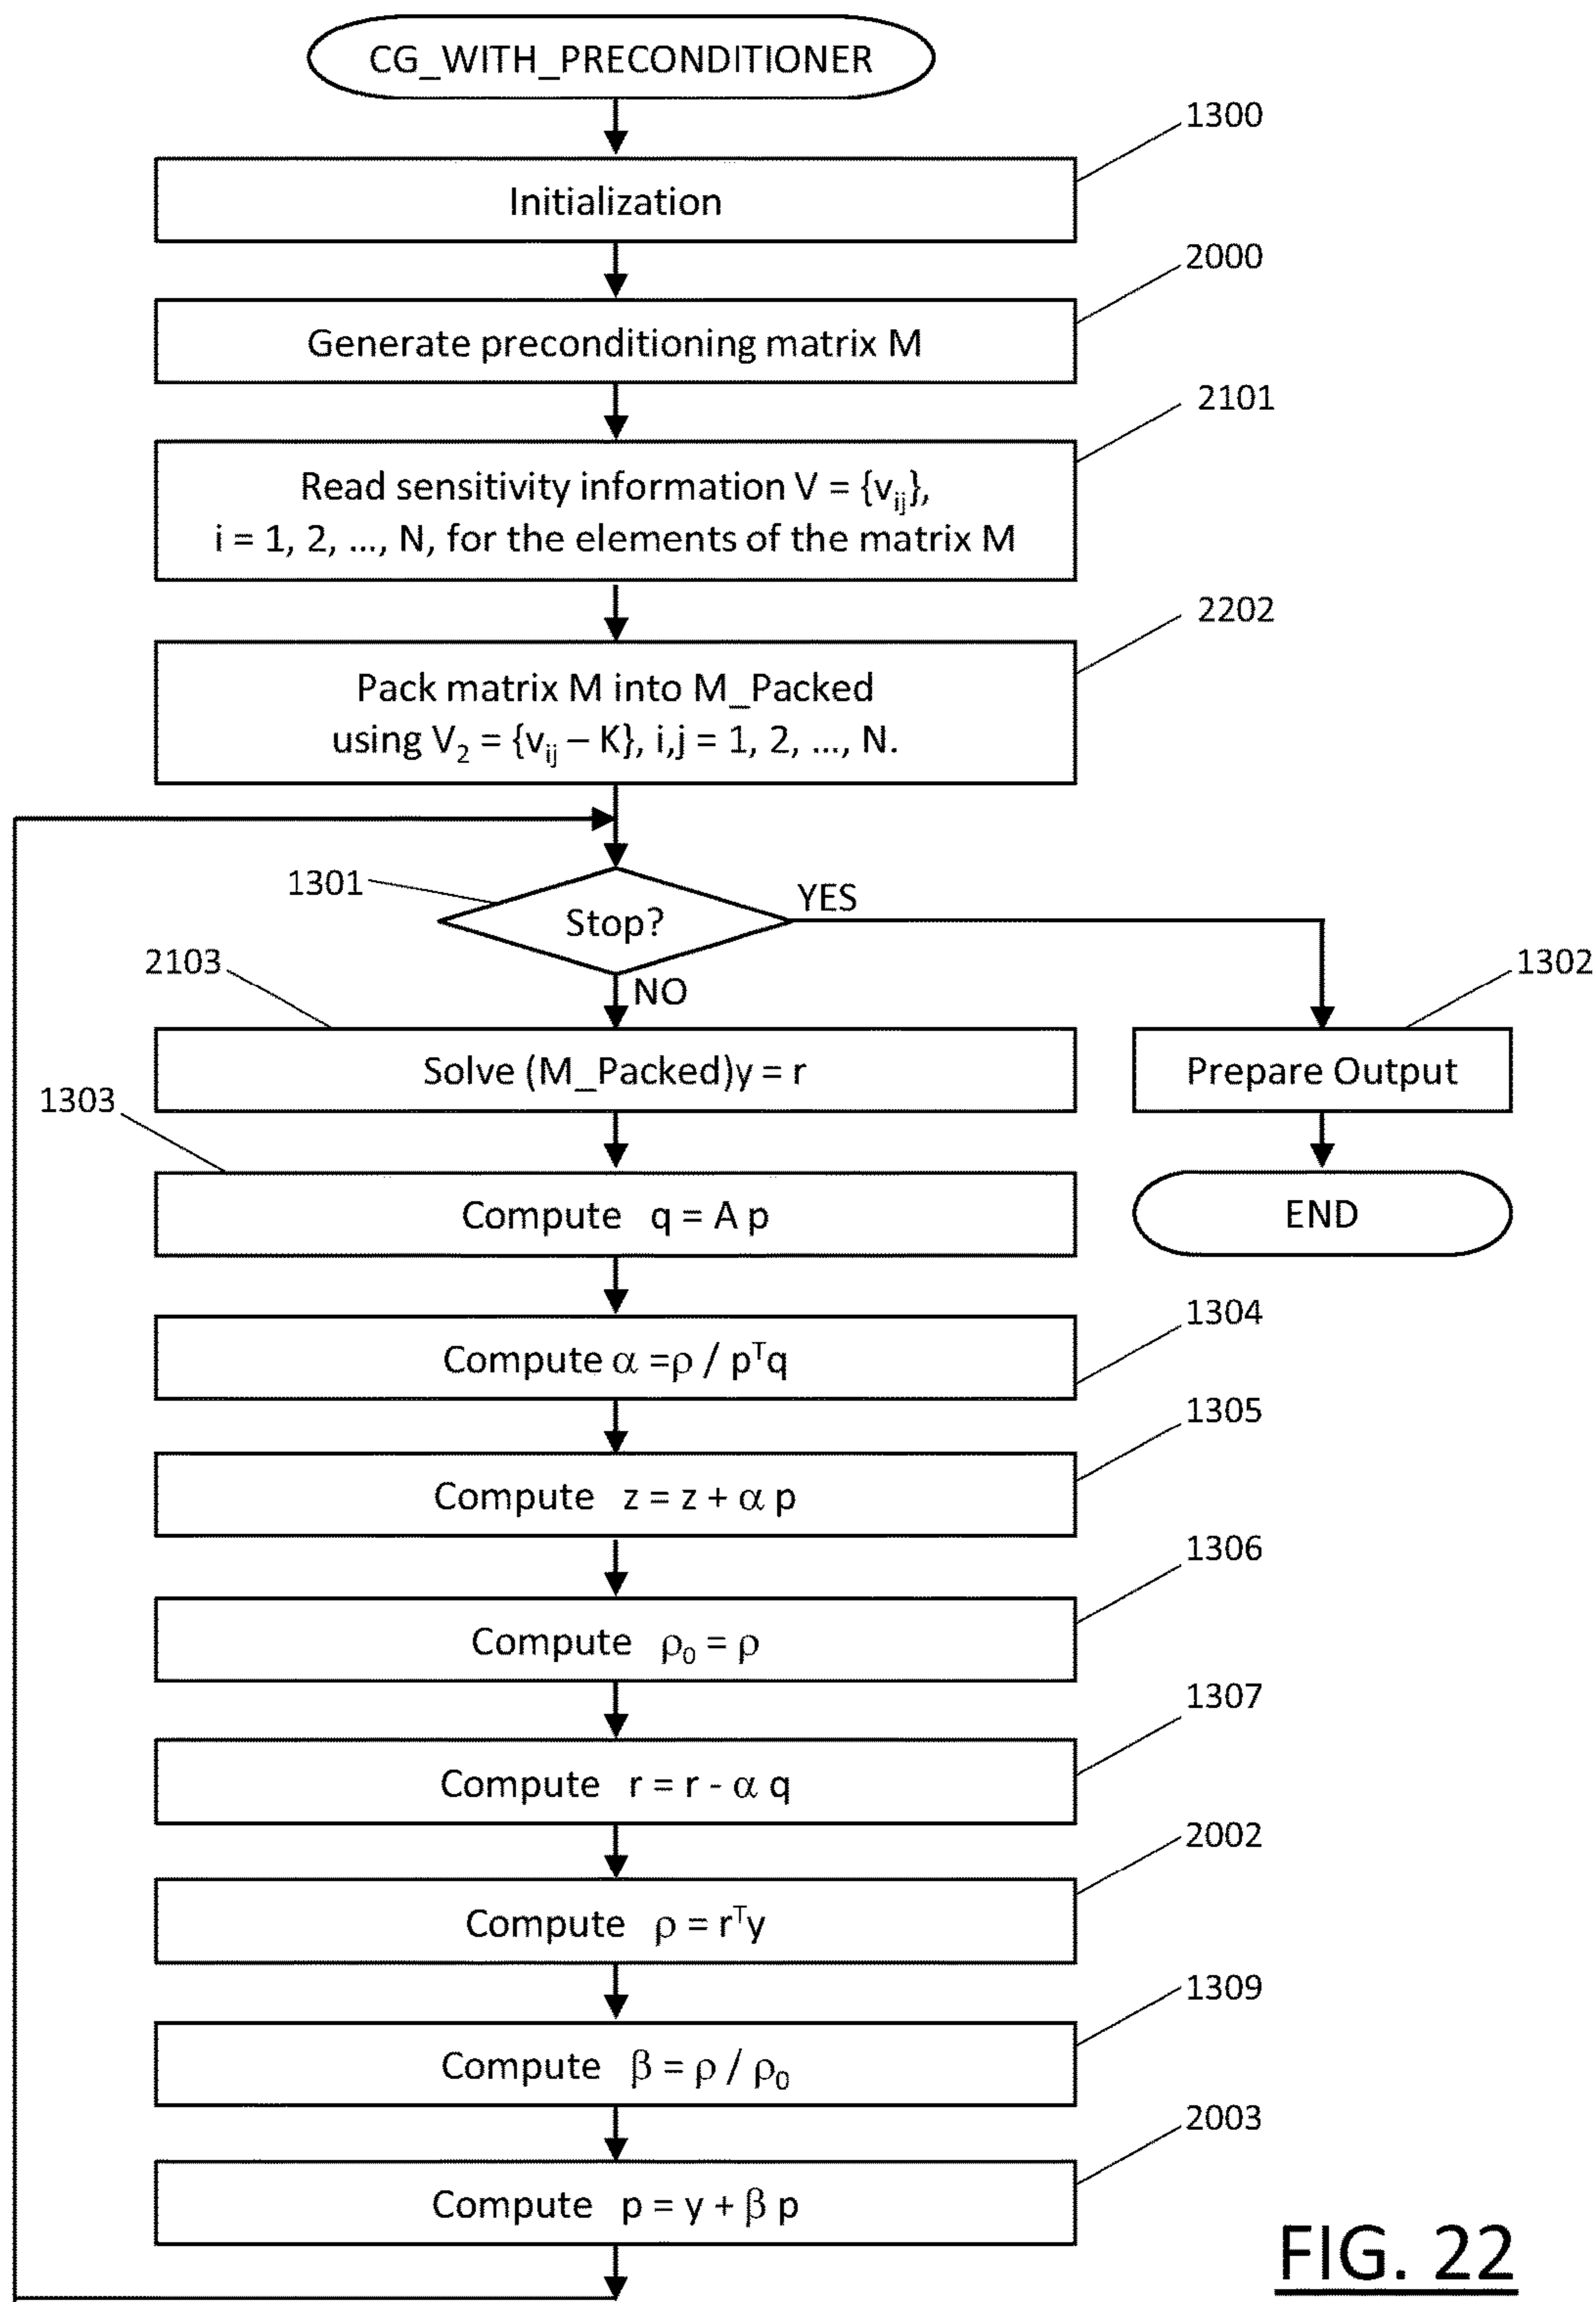 CG_WITH_PRECONDITIONER
1300
Initialization
2000
Generate preconditioning matrix M
2101
Read sensitivity information V = {v_ij},
i = 1, 2, ..., N, for the elements of the matrix M
2202
Pack matrix M into M_Packed
using V₂ = {v_ij – K}, i,j = 1, 2, ..., N.
1301
Stop?
YES
NO
2103
1302
Solve (M_Packed)y = r
Prepare Output
1303
Compute q = A p
END
1304
Compute α =ρ / pᵀq
1305
Compute z = z + α p
1306
Compute ρ₀ = ρ
1307
Compute r = r - α q
2002
Compute ρ = rᵀy
1309
Compute β = ρ / ρ₀
2003
Compute p = y + β p
FIG. 22